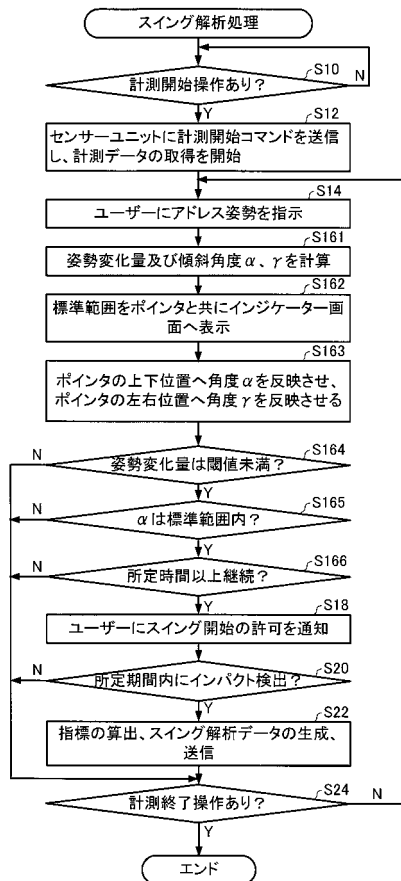 スイング解析処理
S10
計測開始操作あり?
N
Y
S12
センサーユニットに計測開始コマンドを送信
し、計測データの取得を開始
S14
ユーザーにアドレス姿勢を指示
S161
姿勢変化量及び傾斜角度α、γを計算
S162
標準範囲をポインタと共にインジケーター画
面へ表示
S163
ポインタの上下位置へ角度αを反映させ、
ポインタの左右位置へ角度γを反映させる
S164
N
姿勢変化量は閾値未満?
Y
S165
N
αは標準範囲内?
Y
S166
N
所定時間以上継続?
Y
S18
ユーザーにスイング開始の許可を通知
S20
N
所定期間内にインパクト検出?
Y
S22
指標の算出、スイング解析データの生成、
送信
S24
計測終了操作あり?
N
Y
エンド